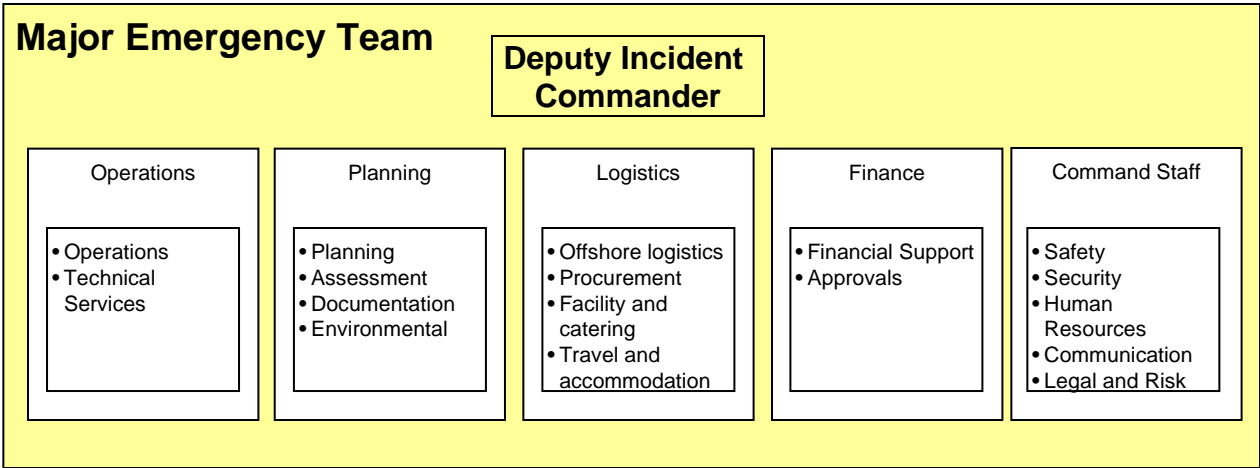 Major Emergency Team
Deputy Incident
Commander
Operations
• Operations
• Technical
Services
Planning
• Planning
• Assessment
• Documentation
• Environmental
Logistics
• Offshore logistics
• Procurement
• Facility and
catering
• Travel and
accommodation
Finance
• Financial Support
• Approvals
Command Staff
• Safety
• Security
• Human
Resources
• Communication
• Legal and Risk